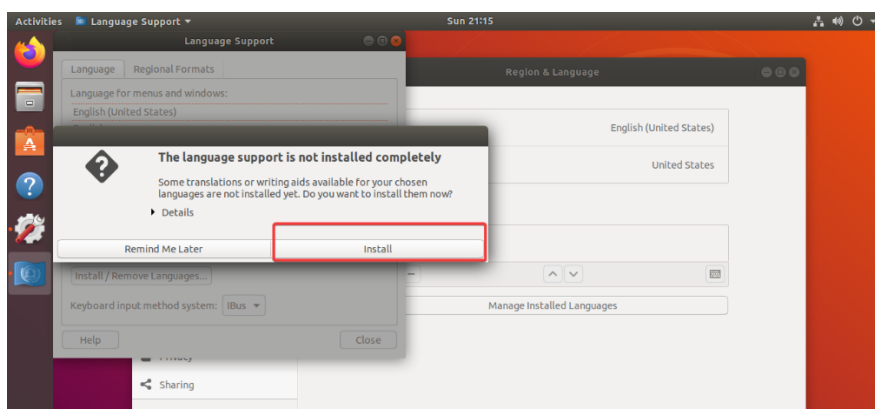 Activities
Language Support
Sun 21:15
Language Support
Language
Regional Formats
Language for menus and windows:
English (United States)
The language support is not installed completely
Some translations or writing aids available for your chosen
languages are not installed yet. Do you want to install them now?
Details
Remind Me Later
Install
Install / Remove Languages...
Keyboard input method system:
IBus
Help
Close
Region & Language
English (United States)
United States
Manage Installed Languages
Privacy
Sharing